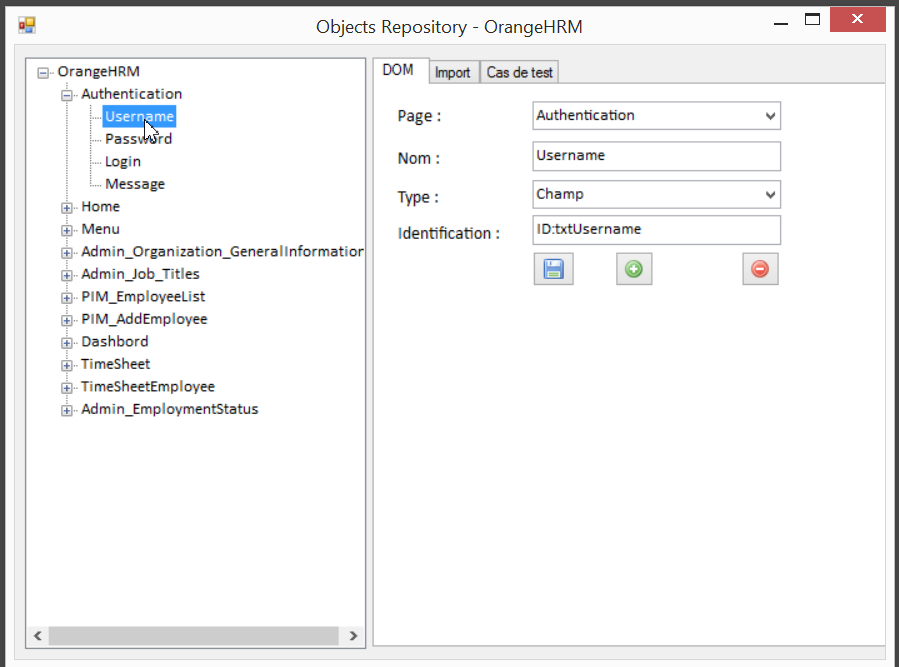 Objects Repository - OrangeHRM
OrangeHRM
Authentication
Username
Password
Login
Message
Home
Menu
Admin_Organization_GeneralInformation
Admin_Job_Titles
PIM_EmployeeList
PIM_AddEmployee
Dashbord
TimeSheet
TimeSheetEmployee
Admin_EmploymentStatus
DOM Import Cas de test
Page : Authentication
Nom : Username
Type : Champ
Identification : ID:txtUsername